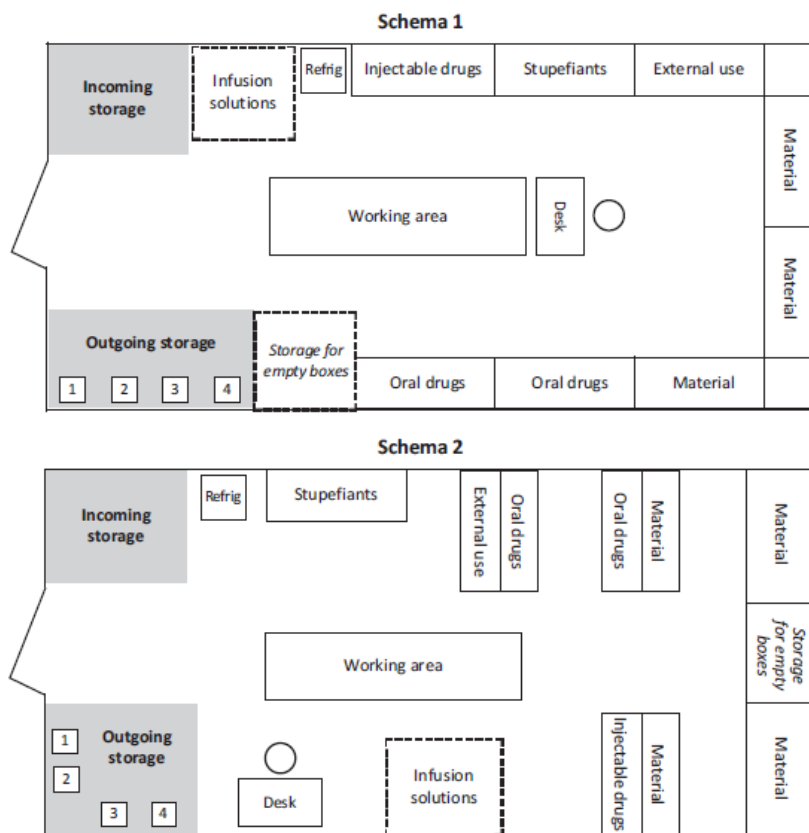 Schema 1
Incoming
storage
Infusion
solutions
Refrig
Injectable drugs
Stupefiants
External use
Material
Working area
Desk
Material
Outgoing storage
1
2
3
4
Storage for
empty boxes
Oral drugs
Oral drugs
Material
Schema 2
Incoming
storage
Refrig
Stupefiants
External use
Oral drugs
Oral drugs
Material
Material
Working area
Storage
for empty
boxes
1
2
Outgoing
storage
3
4
Desk
Infusion
solutions
Injectable drugs
Material
Material